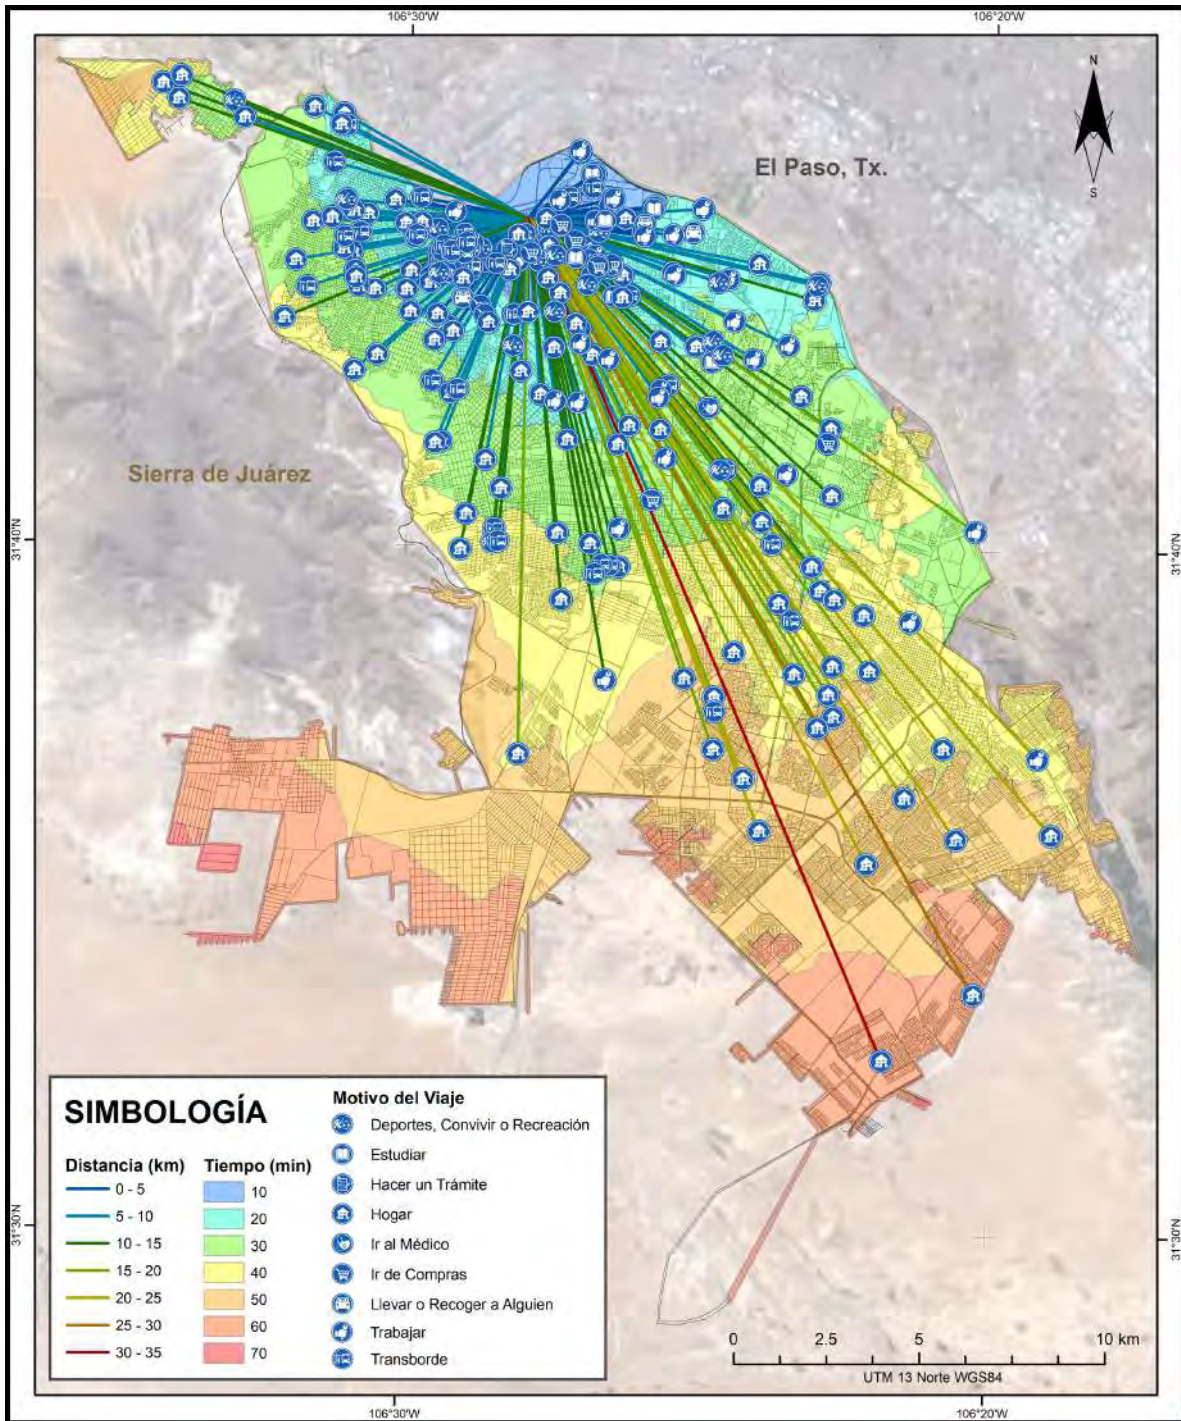 106°30'W
106°20'W
N
S
El Paso, Tx.
Sierra de Juárez
31°40'N
31°40'N
31°30'N
31°30'N
SIMBOLOGÍA
Distancia (km)
0 - 5
5 - 10
10 - 15
15 - 20
20 - 25
25 - 30
30 - 35
Tiempo (min)
10
20
30
40
50
60
70
Motivo del Viaje
Deportes, Convivir o Recreación
Estudiar
Hacer un Trámite
Hogar
Ir al Médico
Ir de Compras
Llevar o Recoger a Alguien
Trabajar
Transborde
0 2.5 5 10 km
UTM 13 Norte WGS84
106°30'W
106°20'W